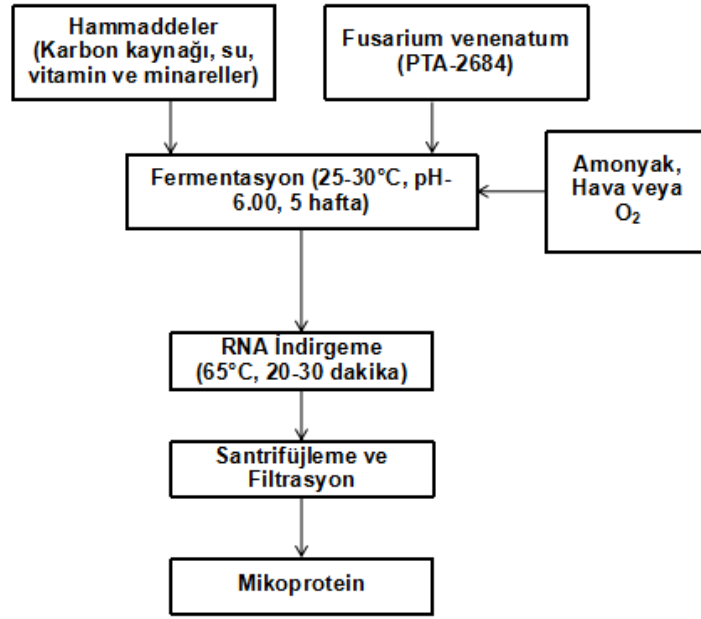 Hammaddeler
(Karbon kaynağı, su,
vitamin ve minareller)
Fusarium venenatum
(PTA-2684)
Fermentasyon (25-30°C, pH-
6.00, 5 hafta)
Amonyak,
Hava veya
O₂
RNA İndirgeme
(65°C, 20-30 dakika)
Santrifüjleme ve
Filtrasyon
Mikoprotein